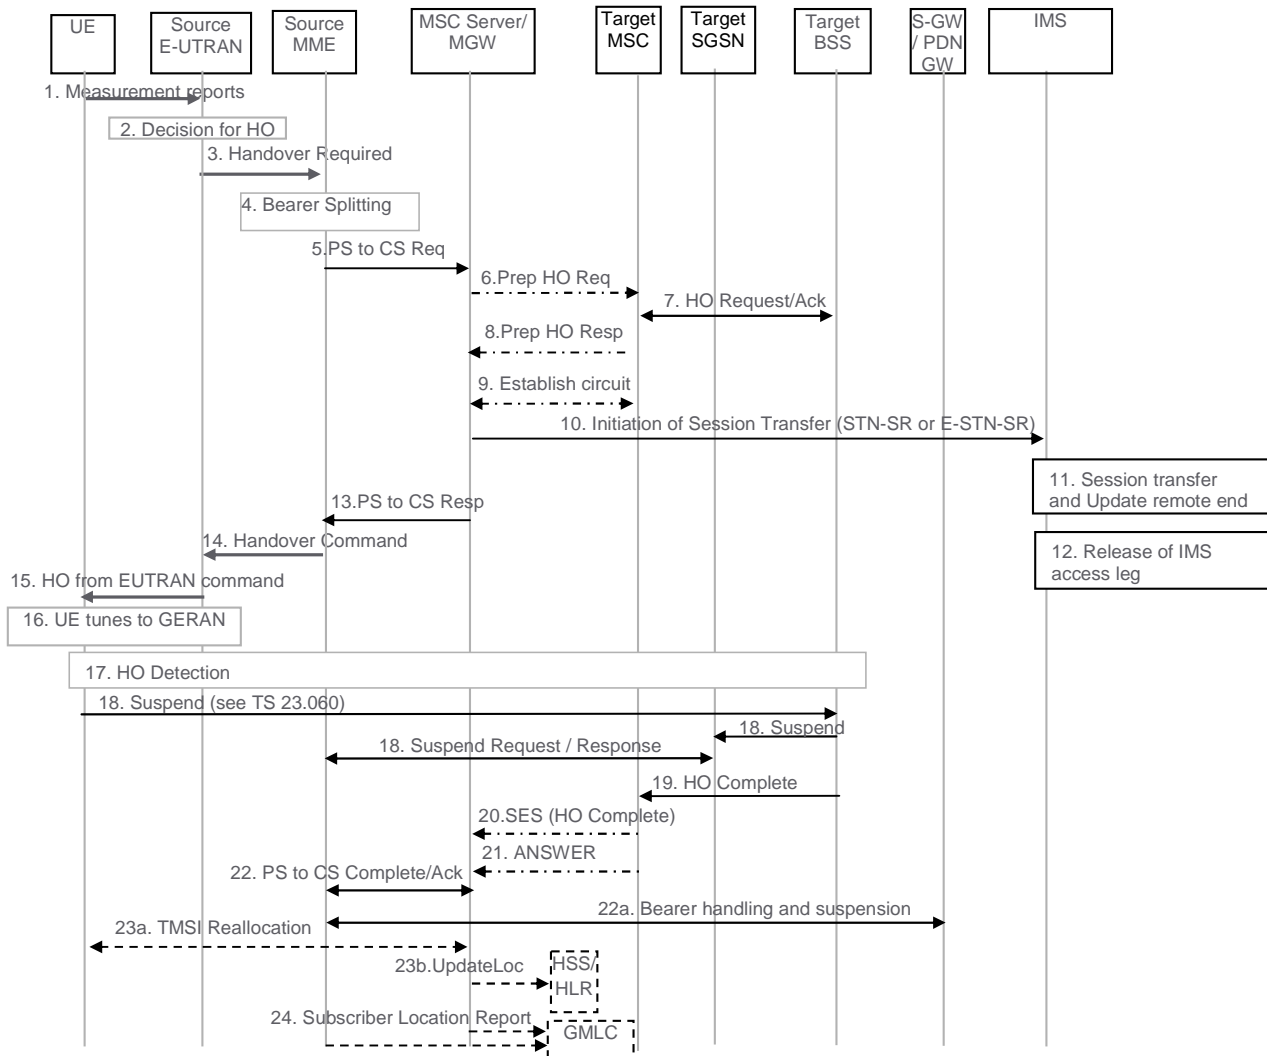 UE
Source
E-UTRAN
Source
MME
MSC Server/
MGW
Target
MSC
Target
SGSN
Target
BSS
S-GW
/ PDN
GW
IMS
1. Measurement reports
2. Decision for HO
3. Handover Required
4. Bearer Splitting
5.PS to CS Req
6.Prep HO Req
7. HO Request/Ack
8.Prep HO Resp
9. Establish circuit
10. Initiation of Session Transfer (STN-SR or E-STN-SR)
11. Session transfer
and Update remote end
12. Release of IMS
access leg
13.PS to CS Resp
14. Handover Command
15. HO from EUTRAN command
16. UE tunes to GERAN
17. HO Detection
18. Suspend (see TS 23.060)
18. Suspend
18. Suspend Request / Response
19. HO Complete
20.SES (HO Complete)
21. ANSWER
22. PS to CS Complete/Ack
22a. Bearer handling and suspension
23a. TMSI Reallocation
23b.UpdateLoc
HSS/
HLR
24. Subscriber Location Report
GMLC